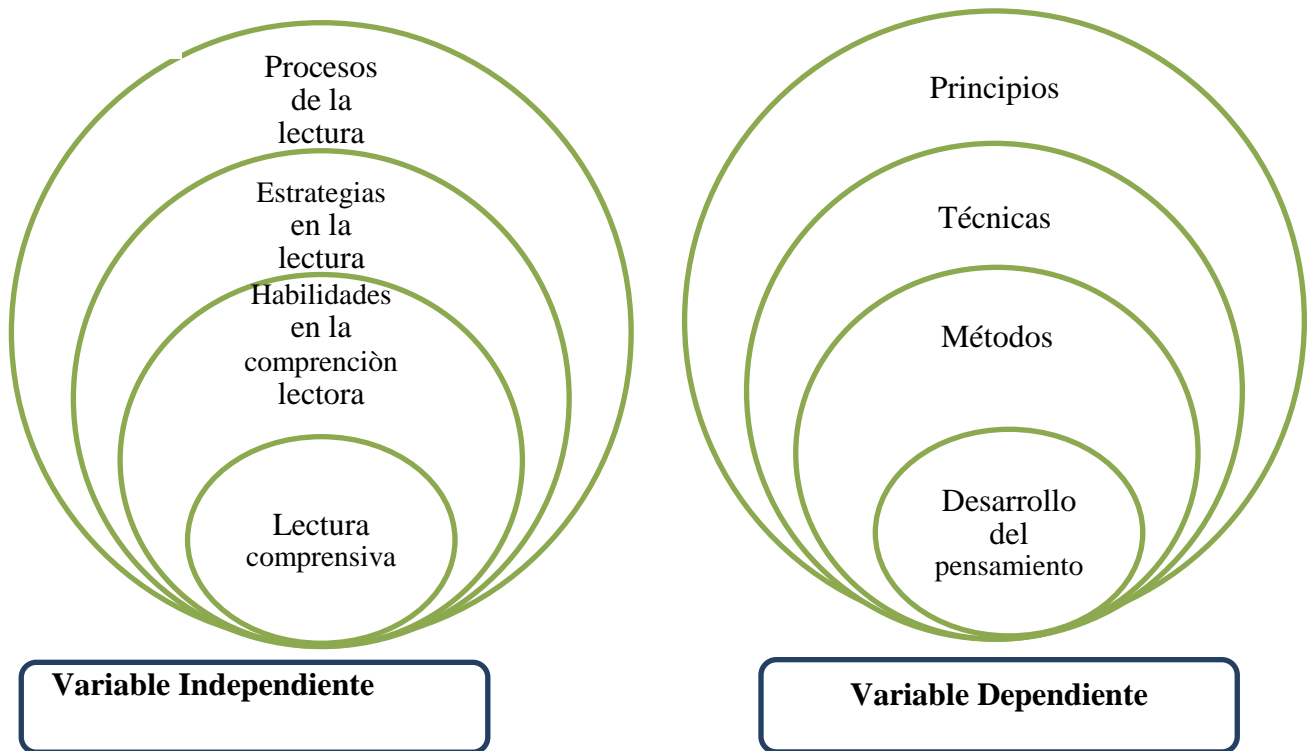 Procesos
de la
lectura
Estrategias
en la
lectura
Habilidades
en la
comprenciòn
lectora
Lectura
comprensiva
Variable Independiente
Principios
Técnicas
Métodos
Desarrollo
del
pensamiento
Variable Dependiente